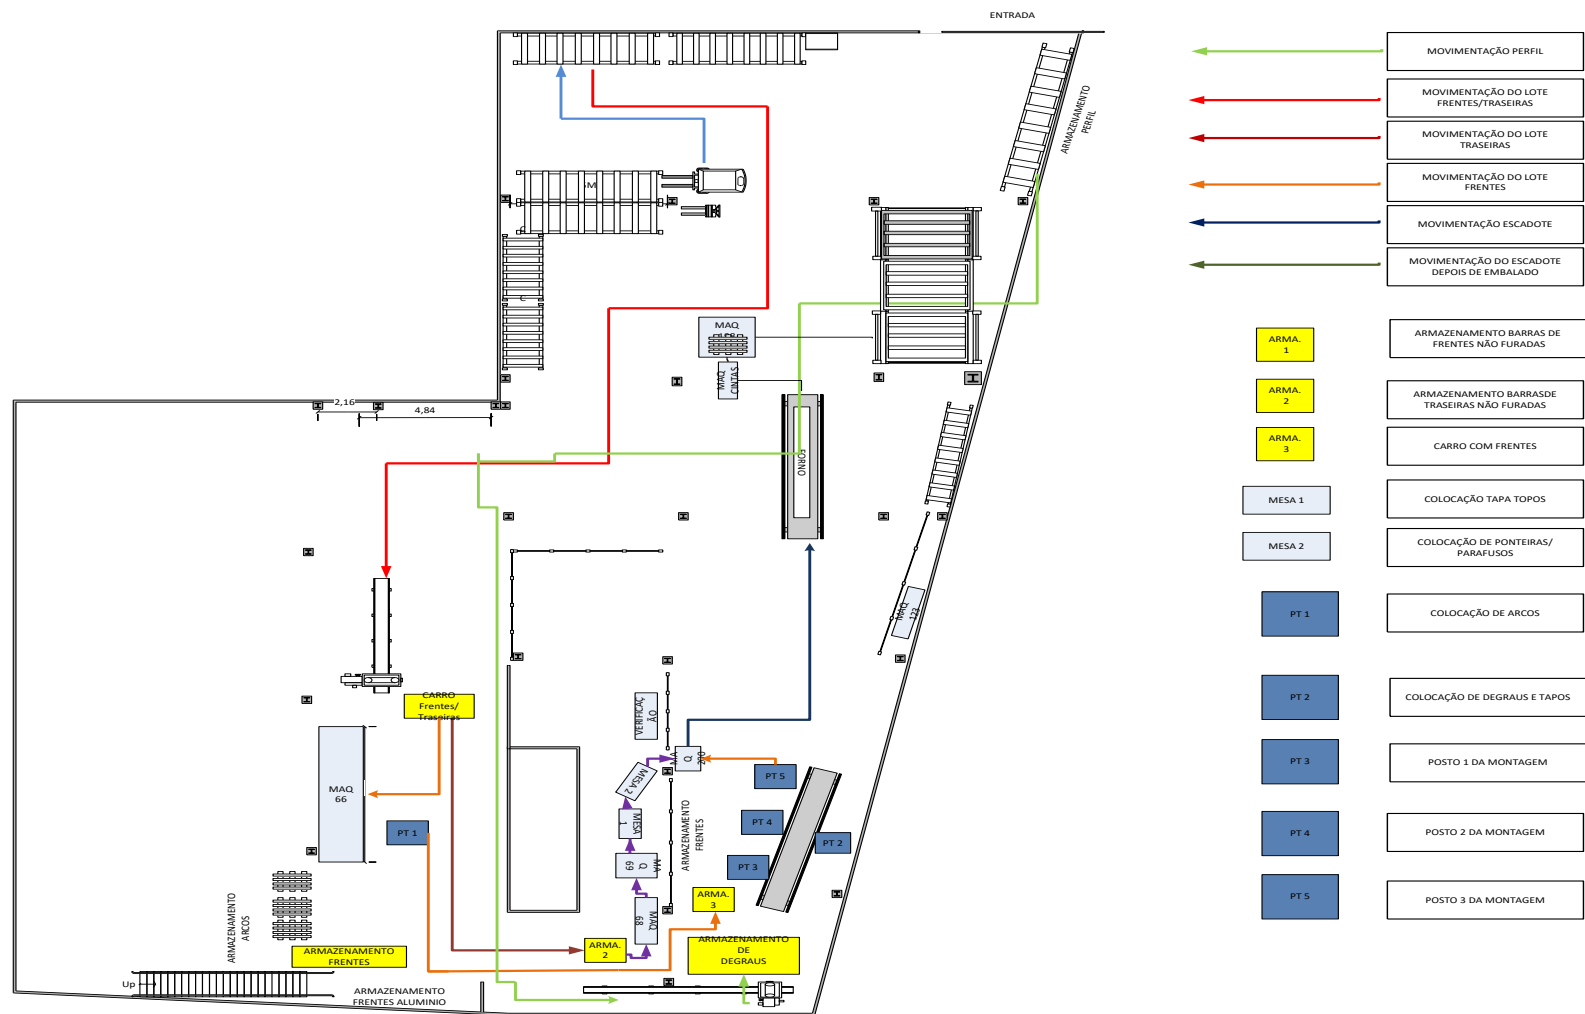 ENTRADA
ARMAZENAMENTO
PERFIL
MAQ
MAQ
CINTAS
2,16
4,84
FORNO
MAQ
123
CARRO
Frentes/
Traseiras
MAQ
66
PT 1
VERIFICAÇ
ÃO
MESA 2
MESA
1
MA
Q
69
MAQ
68
MA
Q
200
PT 5
PT 4
PT 3
PT 2
ARMAZENAMENTO
FRENTES
ARMA.
3
ARMA.
2
ARMAZENAMENTO
DE
DEGRAUS
ARMAZENAMENTO
ARCOS
ARMAZENAMENTO
FRENTES
Up
ARMAZENAMENTO
FRENTES ALUMINIO
MOVIMENTAÇÃO PERFIL
MOVIMENTAÇÃO DO LOTE
FRENTES/TRASEIRAS
MOVIMENTAÇÃO DO LOTE
TRASEIRAS
MOVIMENTAÇÃO DO LOTE
FRENTES
MOVIMENTAÇÃO ESCADOTE
MOVIMENTAÇÃO DO ESCADOTE
DEPOIS DE EMBALADO
ARMA.
1
ARMAZENAMENTO BARRAS DE
FRENTES NÃO FURADAS
ARMA.
2
ARMAZENAMENTO BARRASDE
TRASEIRAS NÃO FURADAS
ARMA.
3
CARRO COM FRENTES
MESA 1
COLOCAÇÃO TAPA TOPOS
MESA 2
COLOCAÇÃO DE PONTEIRAS/
PARAFUSOS
PT 1
COLOCAÇÃO DE ARCOS
PT 2
COLOCAÇÃO DE DEGRAUS E TAPOS
PT 3
POSTO 1 DA MONTAGEM
PT 4
POSTO 2 DA MONTAGEM
PT 5
POSTO 3 DA MONTAGEM